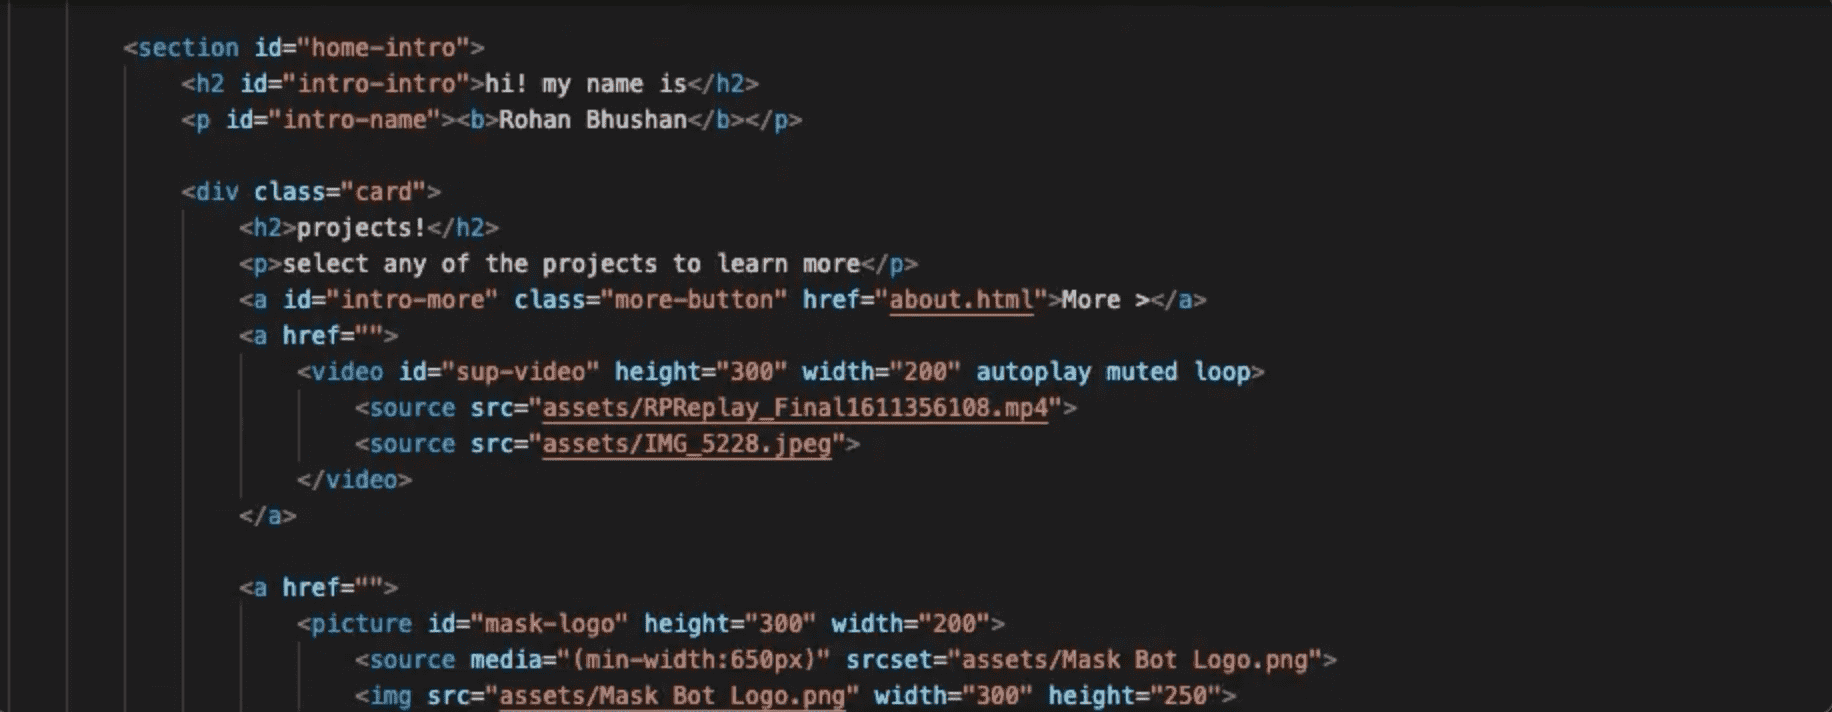 <section id="home-intro">
<h2 id="intro-intro">hi! my name is</h2>
<p id="intro-name"><b>Rohan Bhushan</b></p>
<div class="card">
<h2>projects!</h2>
<p>select any of the projects to learn more</p>
<a id="intro-more" class="more-button" href="about.html">More ></a>
<a href="">
<video id="sup-video" height="300" width="200" autoplay muted loop>
<source src="assets/RPReplay_Final1611356108.mp4">
<source src="assets/IMG_5228.jpeg">
</video>
</a>
<a href="">
<picture id="mask-logo" height="300" width="200">
<source media="(min-width:650px)" srcset="assets/Mask Bot Logo.png">
<img src="assets/Mask Bot Logo.png" width="300" height="250">